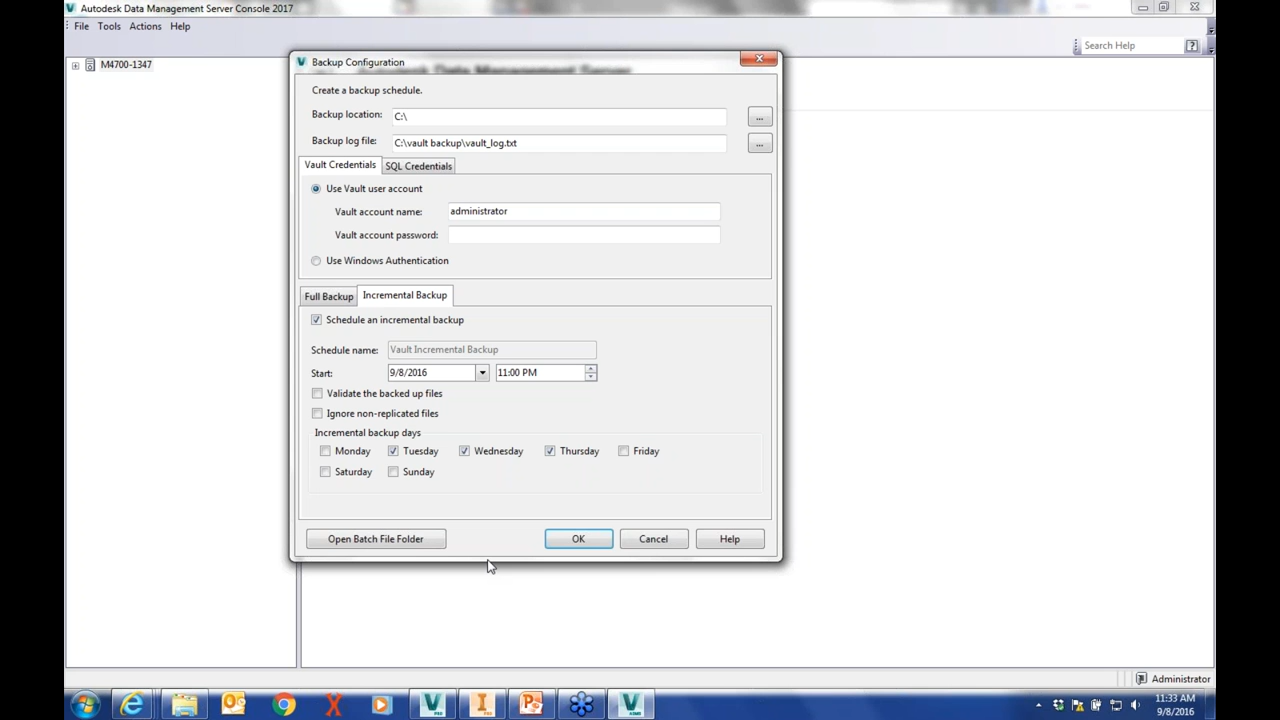 Autodesk Data Management Server Console 2017
File Tools Actions Help
Search Help
M4700-1347
Backup Configuration
Create a backup schedule.
Backup location: C:\ ...
Backup log file: C:\vault backup\vault_log.txt ...
Vault Credentials SQL Credentials
Use Vault user account
Vault account name: administrator
Vault account password:
Use Windows Authentication
Full Backup Incremental Backup
Schedule an incremental backup
Schedule name: Vault Incremental Backup
Start: 9/8/2016 11:00 PM
Validate the backed up files
Ignore non-replicated files
Incremental backup days
Monday Tuesday Wednesday Thursday Friday
Saturday Sunday
Open Batch File Folder OK Cancel Help
Administrator
11:33 AM
9/8/2016